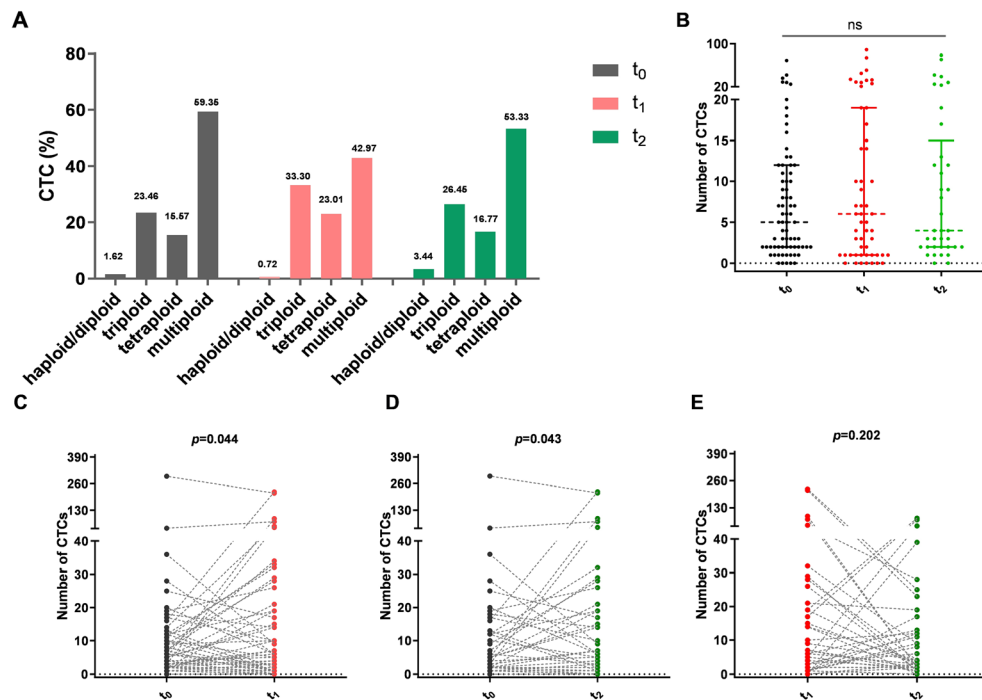 A
CTC (%)
80
60
40
20
0
1.62
23.46
15.57
59.35
0.72
33.30
23.01
42.97
3.44
26.45
16.77
53.33
haploid/diploid
triploid
tetraploid
multiploid
haploid/diploid
triploid
tetraploid
multiploid
haploid/diploid
triploid
tetraploid
multiploid
t0
t1
t2
B
ns
Number of CTCs
100
20
20
15
10
5
0
t0
t1
t2
C
p=0.044
Number of CTCs
390
260
130
40
30
20
10
0
t0
t1
D
p=0.043
Number of CTCs
390
260
130
40
30
20
10
0
t0
t2
E
p=0.202
Number of CTCs
390
260
130
40
30
20
10
0
t1
t2